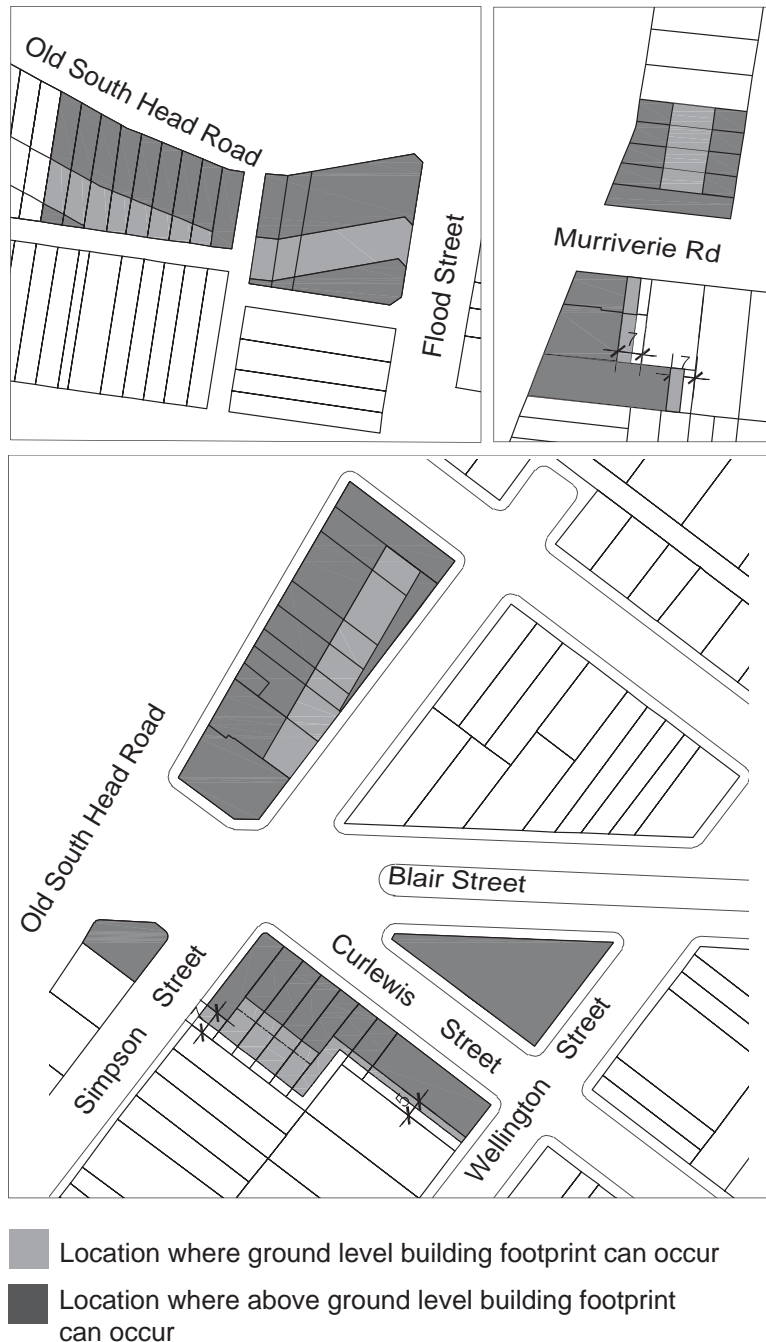 Old South Head Road
Flood Street
Murriverie Rd
7
7
Old South Head Road
Blair Street
Curlewis Street
Simpson Street
5
Wellington Street
Location where ground level building footprint can occur
Location where above ground level building footprint
can occur